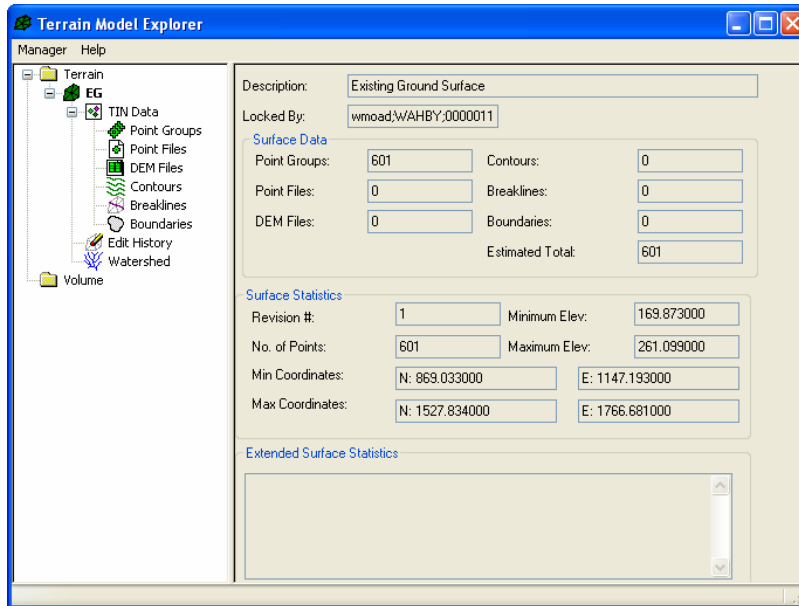 Terrain Model Explorer
Manager Help
Terrain
EG
TIN Data
Point Groups
Point Files
DEM Files
Contours
Breaklines
Boundaries
Edit History
Watershed
Volume
Description: Existing Ground Surface
Locked By: wmoad;WAHBY;0000011
Surface Data
Point Groups: 601 Contours: 0
Point Files: 0 Breaklines: 0
DEM Files: 0 Boundaries: 0
Estimated Total: 601
Surface Statistics
Revision #: 1 Minimum Elev: 169.873000
No. of Points: 601 Maximum Elev: 261.099000
Min Coordinates: N: 869.033000 E: 1147.193000
Max Coordinates: N: 1527.834000 E: 1766.681000
Extended Surface Statistics